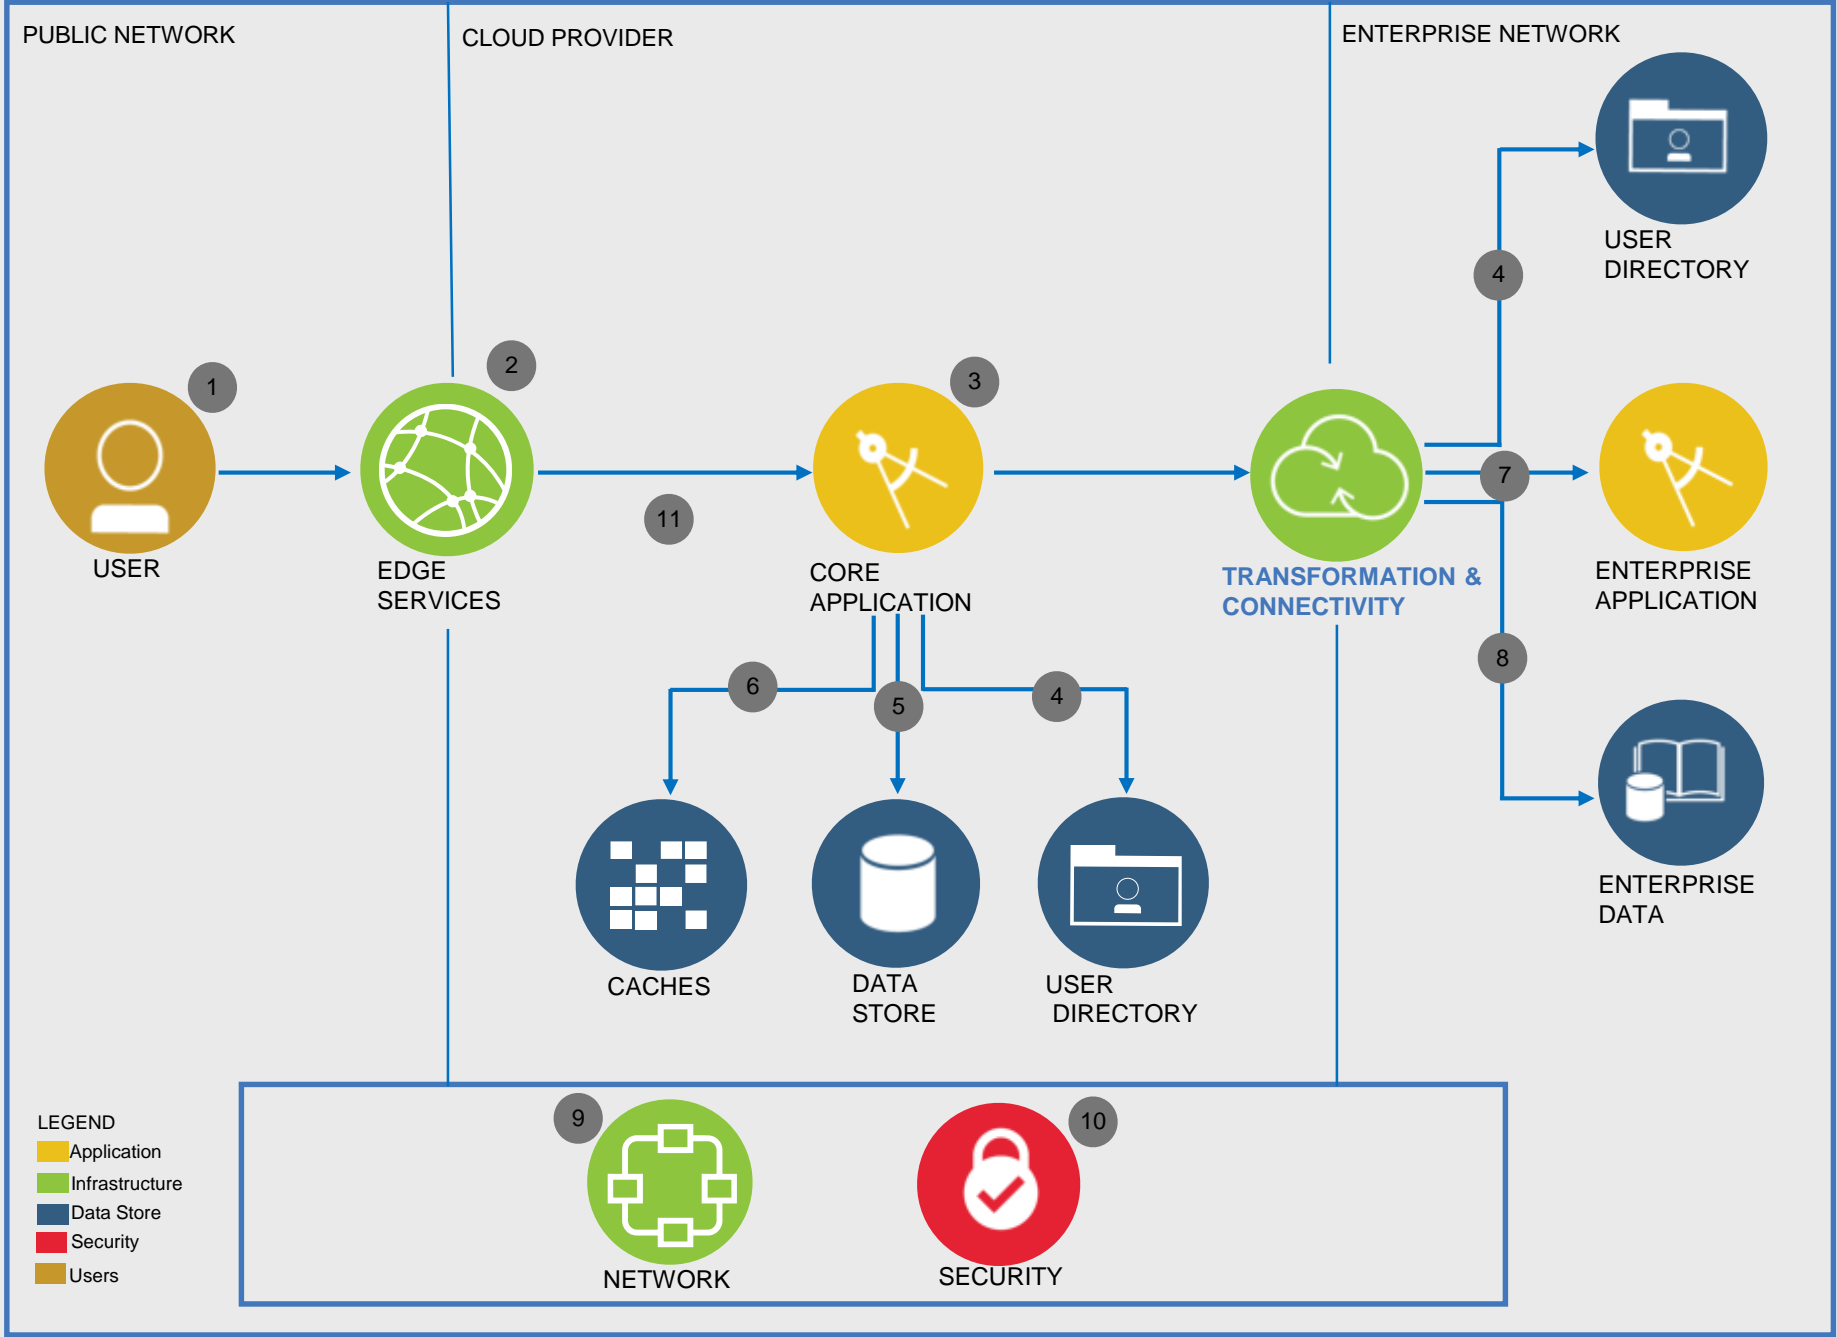 PUBLIC NETWORK
CLOUD PROVIDER
ENTERPRISE NETWORK
USER
DIRECTORY
4
1
2
3
7
11
USER
EDGE
SERVICES
CORE
APPLICATION
TRANSFORMATION &
CONNECTIVITY
ENTERPRISE
APPLICATION
6
5
4
8
ENTERPRISE
DATA
CACHES
DATA
STORE
USER
DIRECTORY
9
10
NETWORK
SECURITY
LEGEND
Application
Infrastructure
Data Store
Security
Users